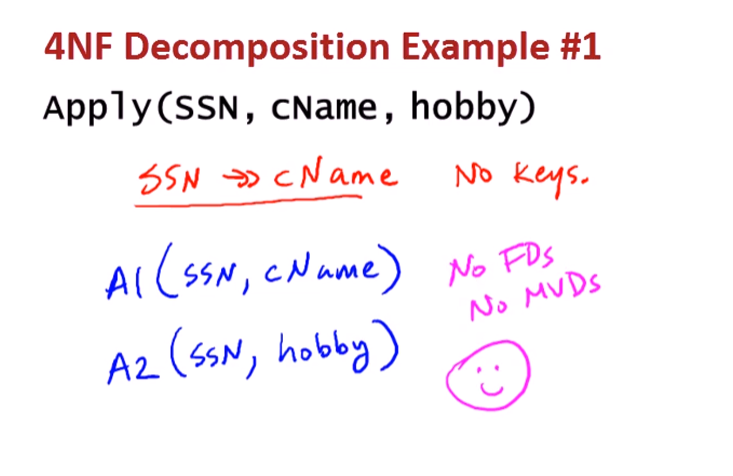 4NF Decomposition Example #1
Apply(SSN, cName, hobby)
SSN ->> cName No keys.
A1(SSN, cName) No FDs
No MVDs
A2(SSN, hobby)